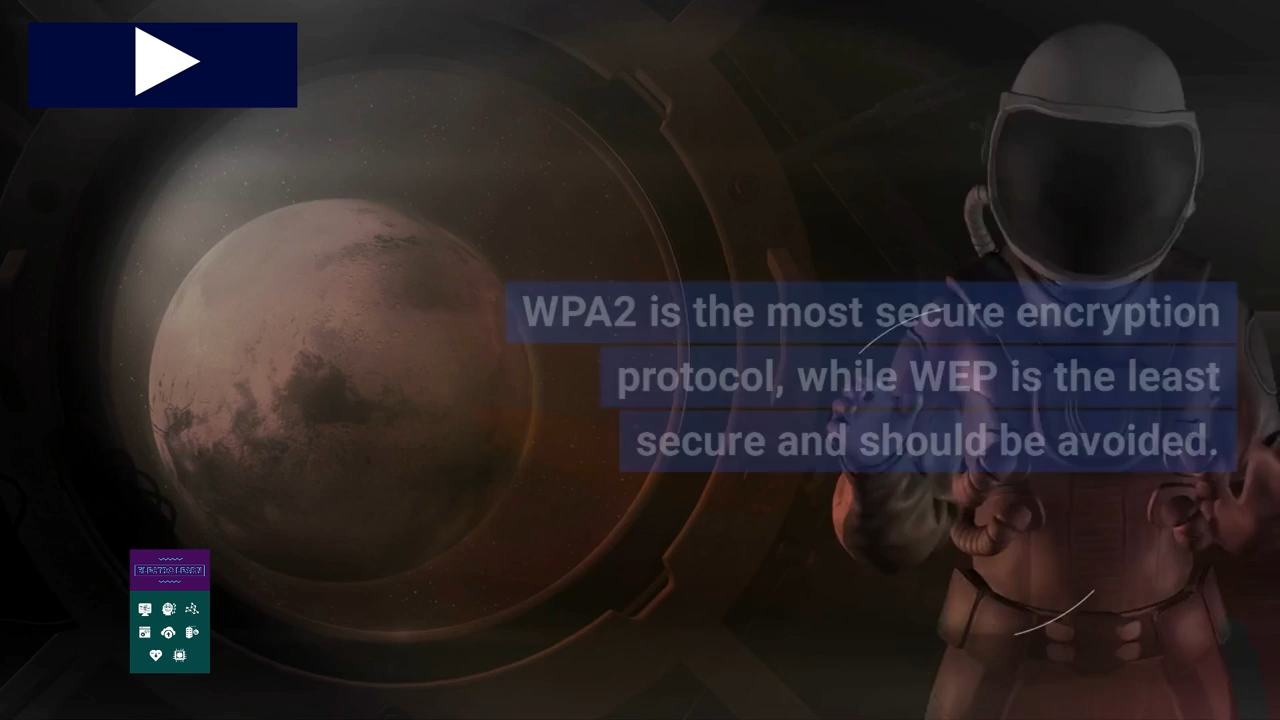 WPA2 is the most secure encryption
protocol, while WEP is the least
secure and should be avoided.